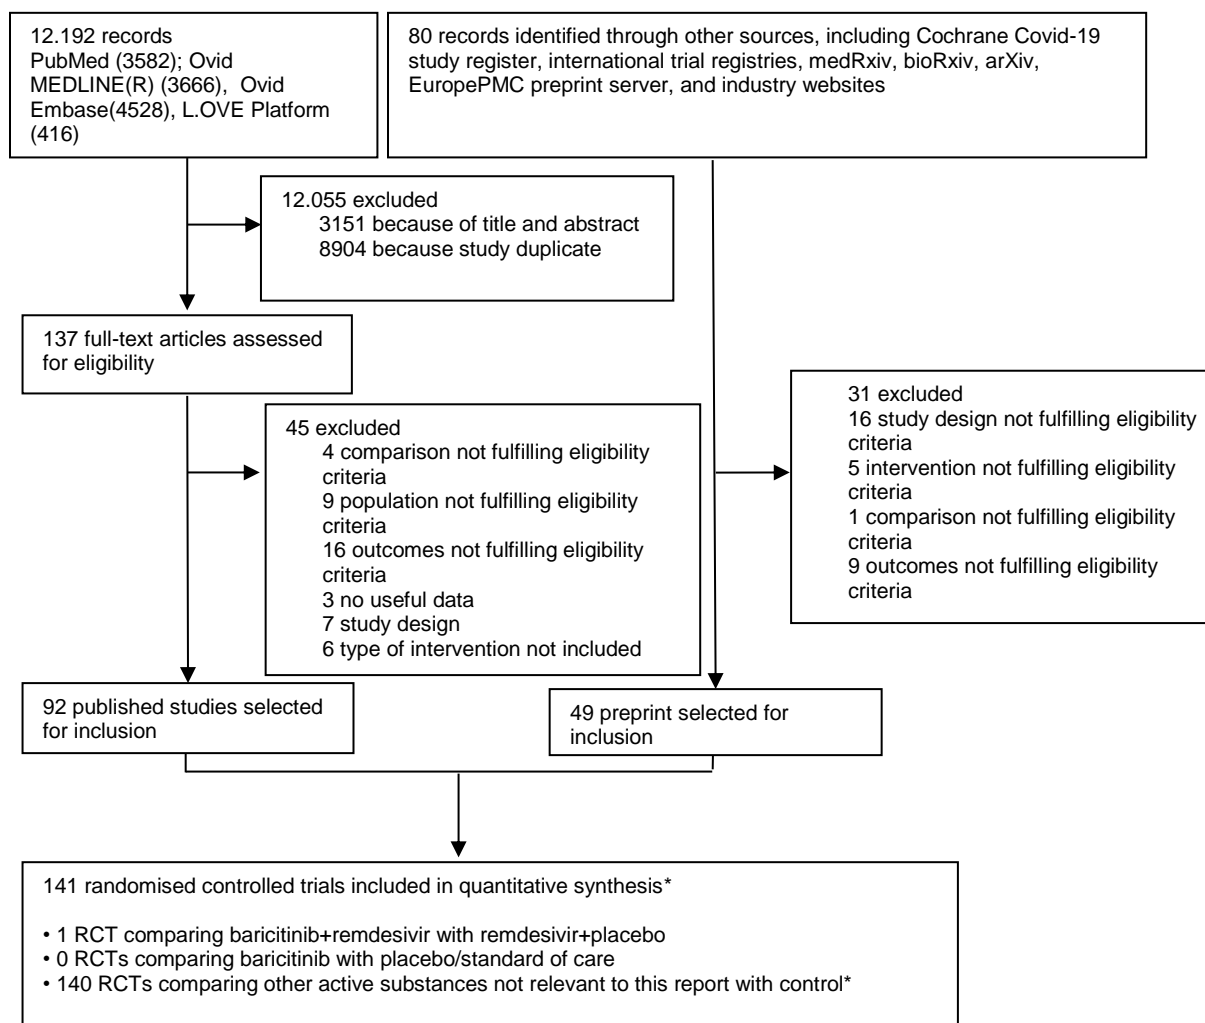 12.192 records
PubMed (3582); Ovid
MEDLINE(R) (3666), Ovid
Embase(4528), L.OVE Platform
(416)
80 records identified through other sources, including Cochrane Covid-19
study register, international trial registries, medRxiv, bioRxiv, arXiv,
EuropePMC preprint server, and industry websites
12.055 excluded
3151 because of title and abstract
8904 because study duplicate
137 full-text articles assessed
for eligibility
45 excluded
4 comparison not fulfilling eligibility
criteria
9 population not fulfilling eligibility
criteria
16 outcomes not fulfilling eligibility
criteria
3 no useful data
7 study design
6 type of intervention not included
31 excluded
16 study design not fulfilling eligibility
criteria
5 intervention not fulfilling eligibility
criteria
1 comparison not fulfilling eligibility
criteria
9 outcomes not fulfilling eligibility
criteria
92 published studies selected
for inclusion
49 preprint selected for
inclusion
141 randomised controlled trials included in quantitative synthesis*
• 1 RCT comparing baricitinib+remdesivir with remdesivir+placebo
• 0 RCTs comparing baricitinib with placebo/standard of care
• 140 RCTs comparing other active substances not relevant to this report with control*